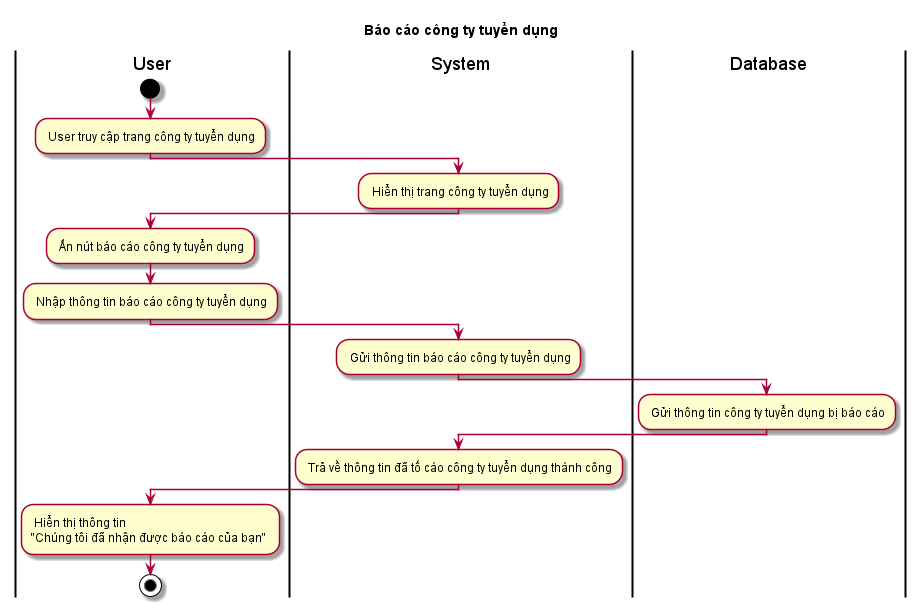 Báo cáo công ty tuyển dụng
User
System
Database
User truy cập trang công ty tuyển dụng
Hiển thị trang công ty tuyển dụng
Ấn nút báo cáo công ty tuyển dụng
Nhập thông tin báo cáo công ty tuyển dụng
Gửi thông tin báo cáo công ty tuyển dụng
Gửi thông tin công ty tuyển dụng bị báo cáo
Trả về thông tin đã tố cáo công ty tuyển dụng thành công
Hiển thị thông tin
"Chúng tôi đã nhận được báo cáo của bạn"